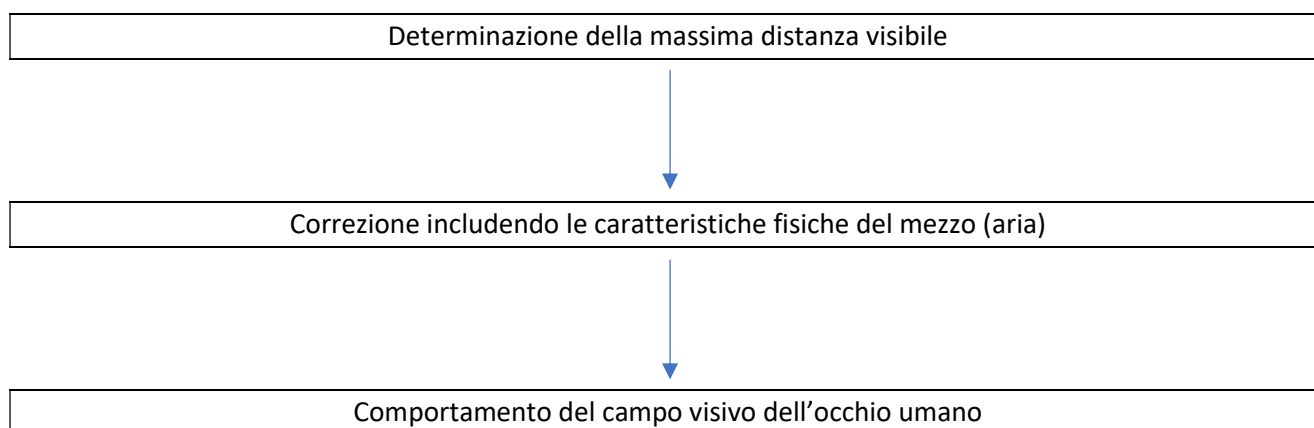 Determinazione della massima distanza visibile
Correzione includendo le caratteristiche fisiche del mezzo (aria)
Comportamento del campo visivo dell’occhio umano